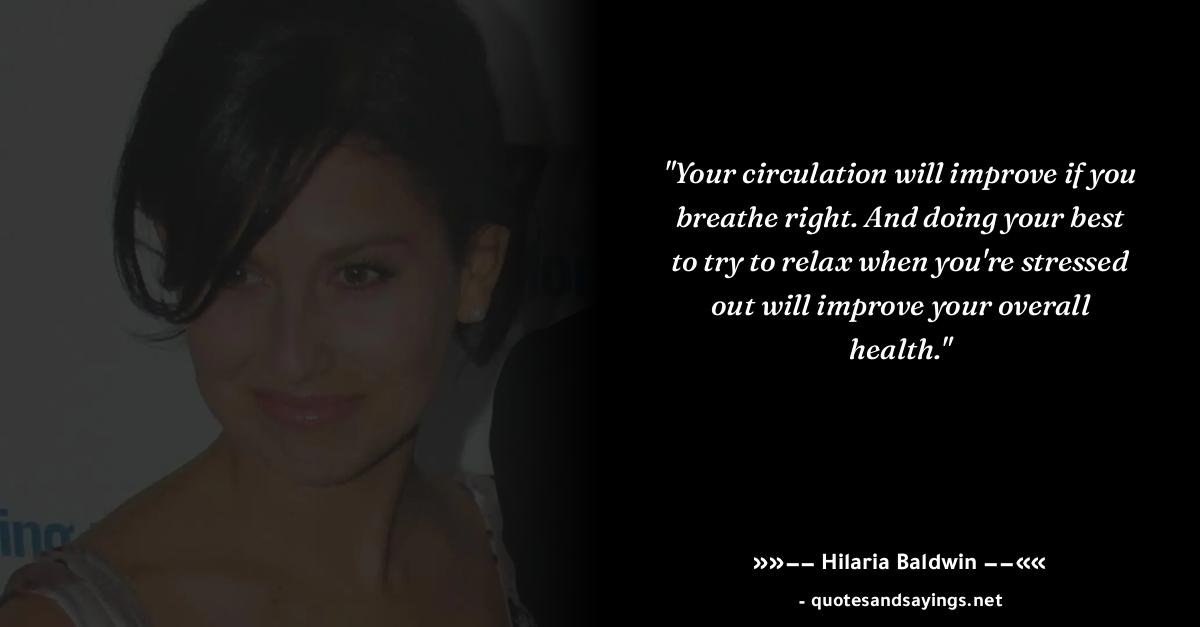 "Your circulation will improve if you
breathe right. And doing your best
to try to relax when you're stressed
out will improve your overall
health."
»»−− Hilaria Baldwin −−««
- quotesandsayings.net
ing